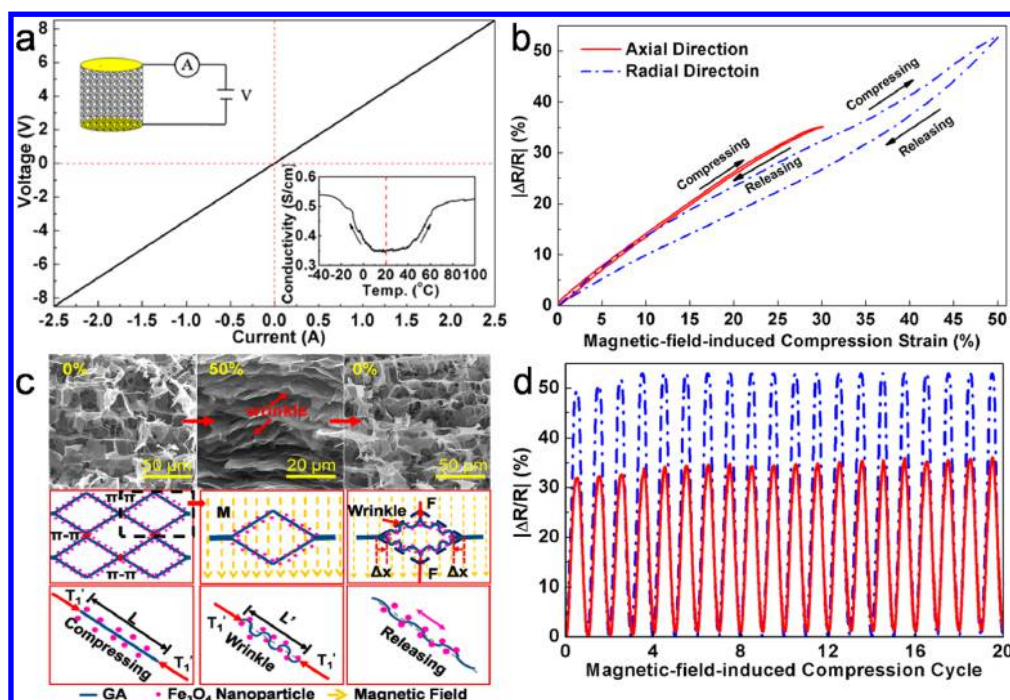 a
A
V
Voltage (V)
8
6
4
2
0
-2
-4
-6
-8
-2.5 -2.0 -1.5 -1.0 -0.5 0.0 0.5 1.0 1.5 2.0 2.5
Current (A)
Conductivity (S/cm)
0.6
0.5
0.4
0.3
-40 -20 0 20 40 60 80 100
Temp. (°C)
b
Axial Direction
Radial Directoin
Compressing
Releasing
Compressing
Releasing
|ΔR/R| (%)
50
40
30
20
10
0
0 5 10 15 20 25 30 35 40 45 50
Magnetic-field-induced Compression Strain (%)
c
0% 50% 0%
wrinkle
50 µm 20 µm 50 µm
π-π π-π
π-π
π-π
M
Wrinkle F
F
Δx Δx
T₁' L T₁'
Compressing
T₁' L' T₁'
Wrinkle
Releasing
GA Fe₃O₄ Nanoparticle Magnetic Field
d
|ΔR/R| (%)
50
40
30
20
10
0
0 4 8 12 16 20
Magnetic-field-induced Compression Cycle